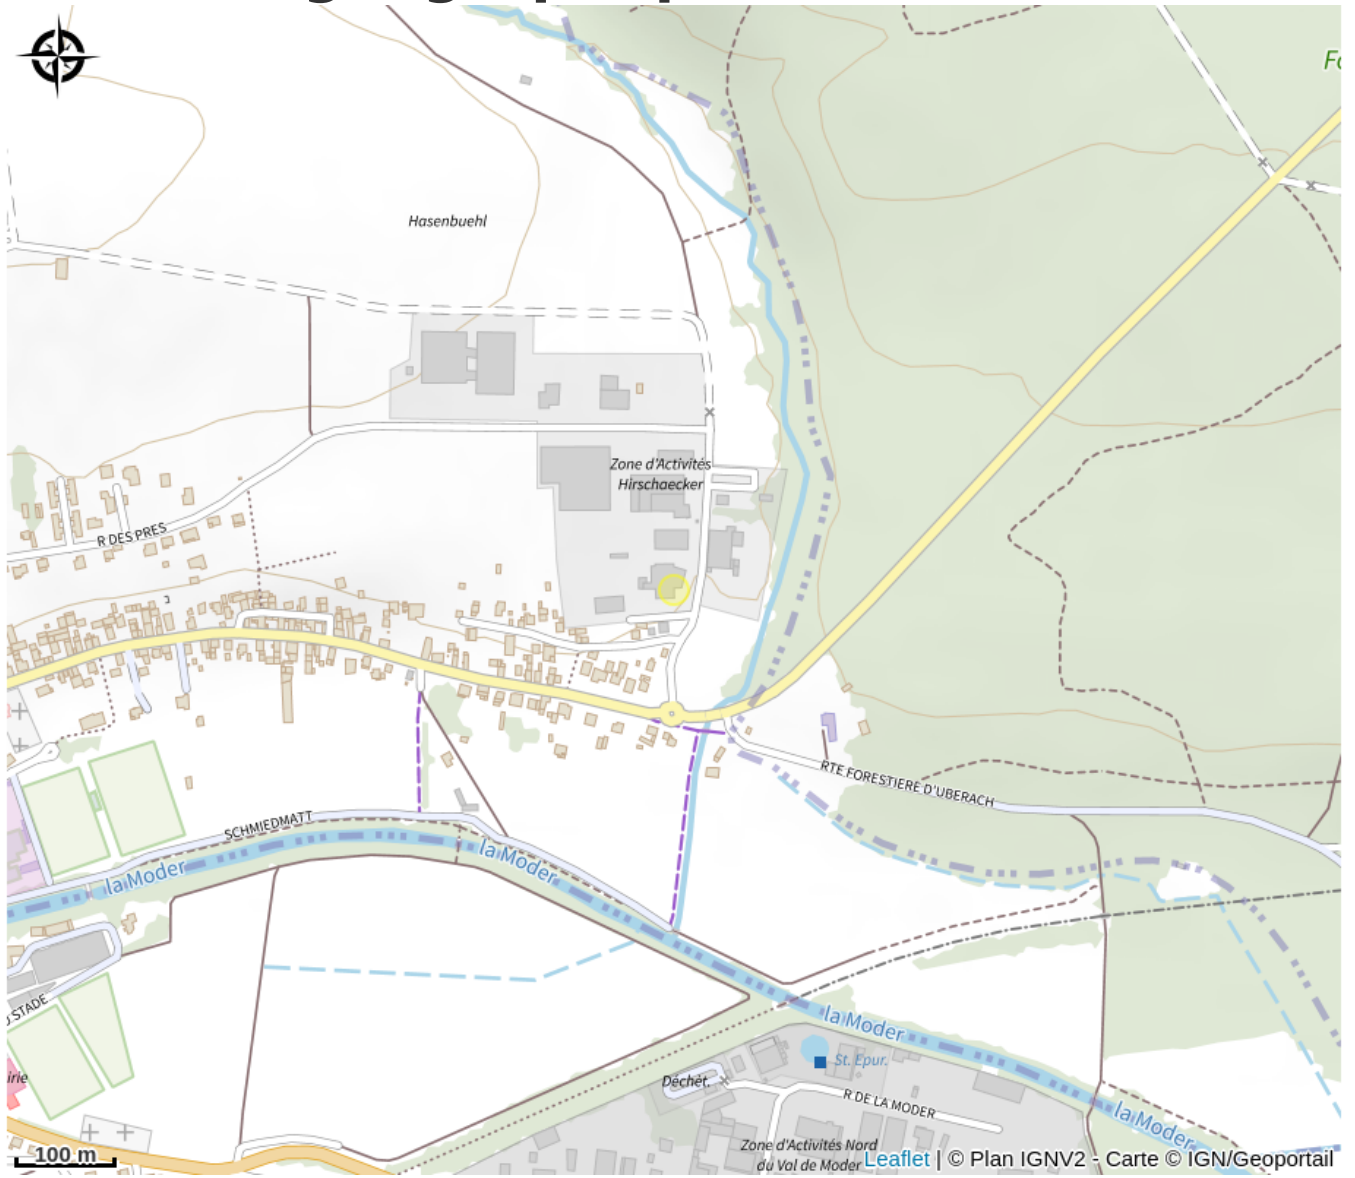 Hasenbuehl
Zone d'Activités
Hirschaecker
R DES PRES
RTE FORESTIERE D'UBERACH
SCHMIEDMATT
la Moder
la Moder
STADE
la Moder
St. Epur.
irie
Déchèt.
R DE LA MODER
la Moder
Zone d'Activités Nord
du Val de Moder
100 m
Leaflet | © Plan IGNV2 - Carte © IGN/Geoportail